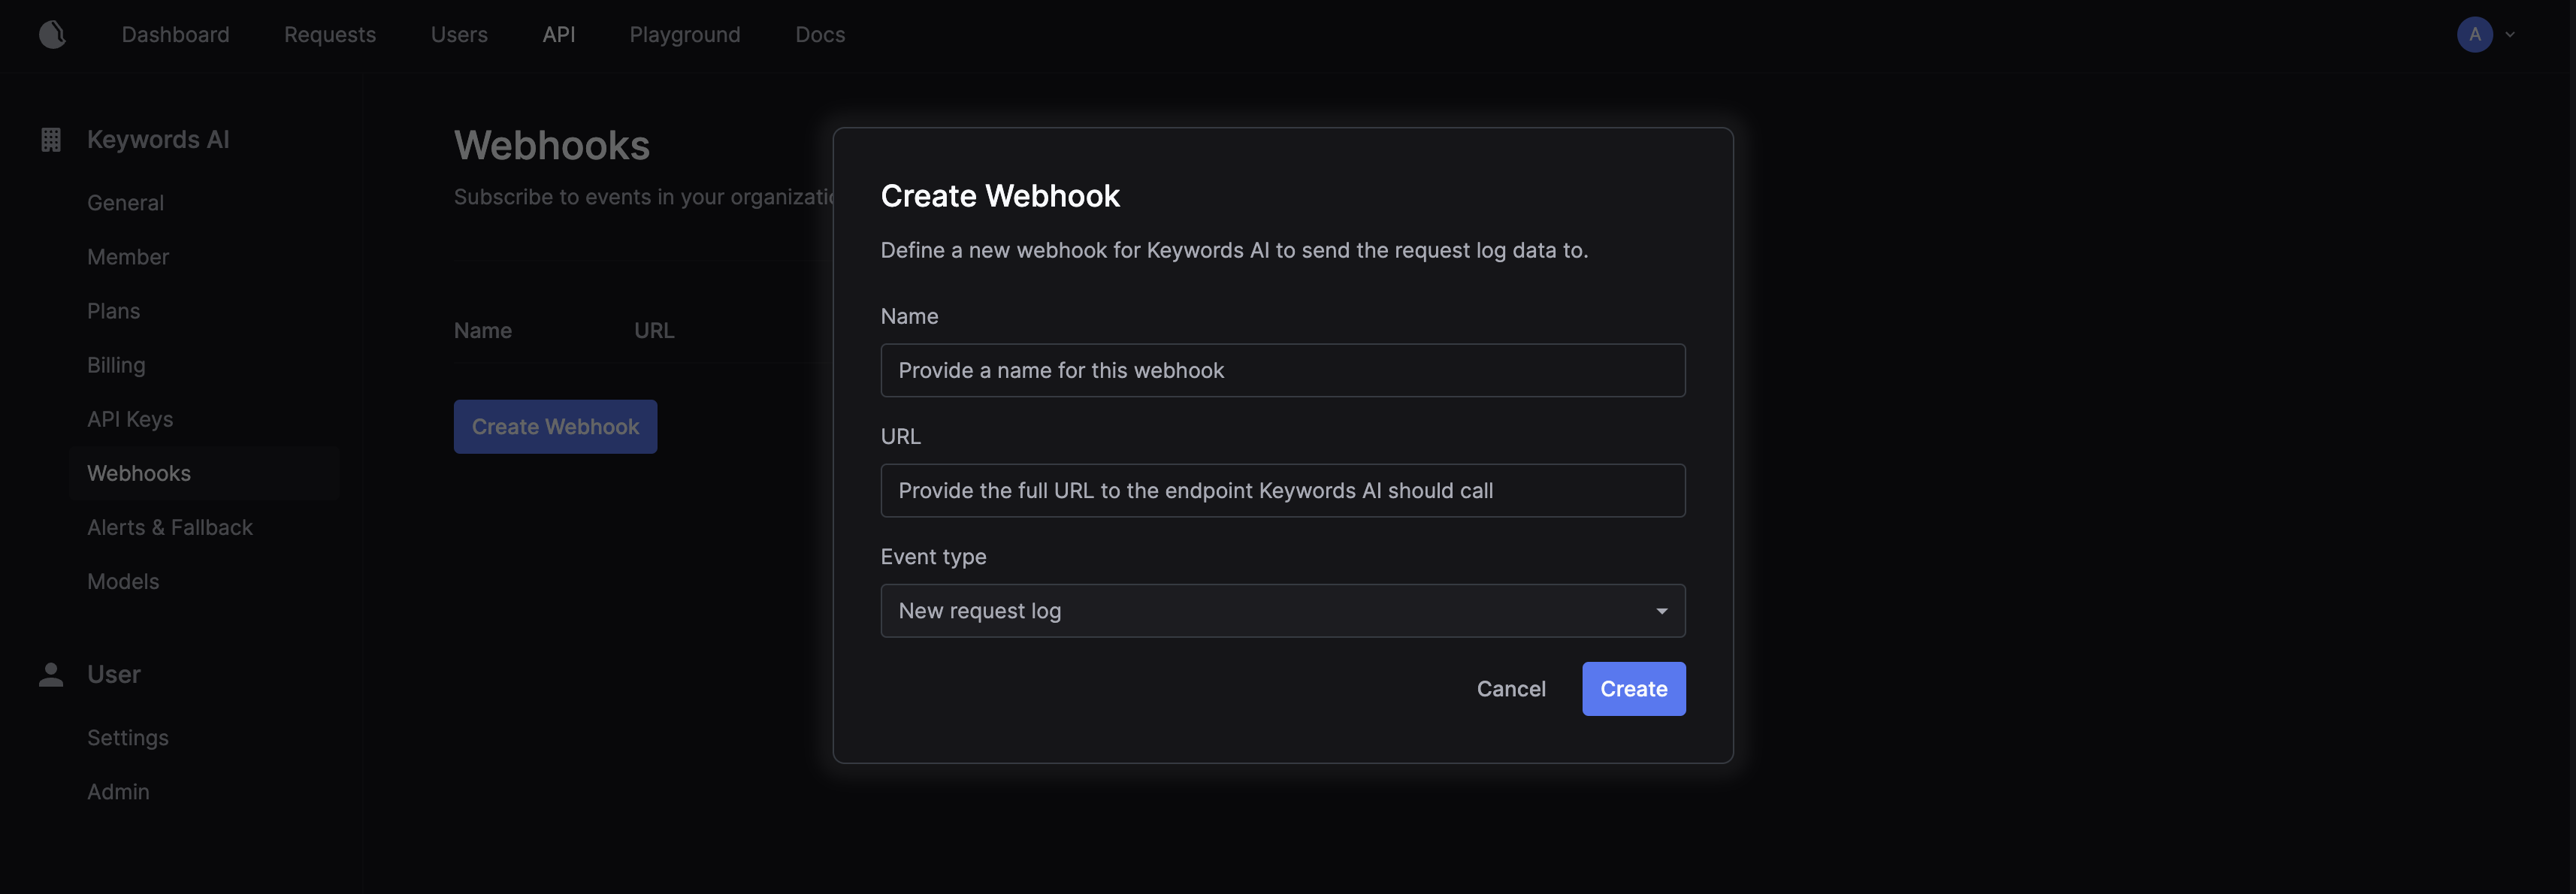 Dashboard
Requests
Users
API
Playground
Docs
A
Keywords AI
General
Member
Plans
Billing
API Keys
Webhooks
Alerts & Fallback
Models
User
Settings
Admin
Webhooks
Subscribe to events in your
Name
URL
Create Webhook
Create Webhook
Define a new webhook for Keywords AI to send the request log data to.
Name
Provide a name for this webhook
URL
Provide the full URL to the endpoint Keywords AI should call
Event type
New request log
Cancel
Create